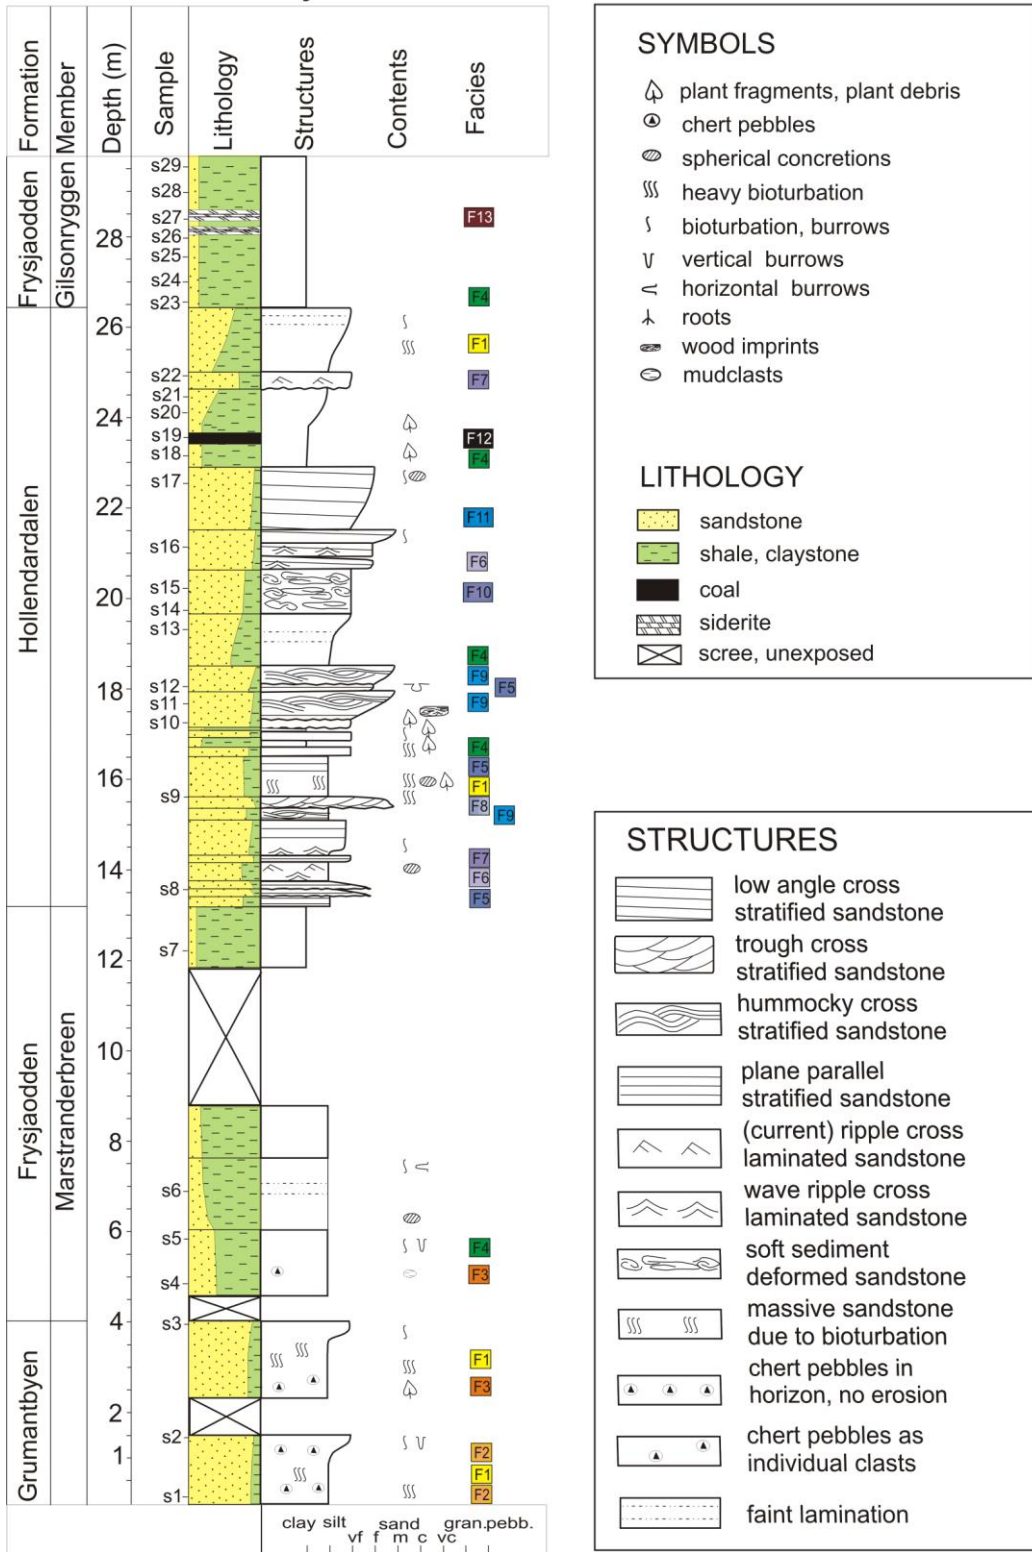 Formation
Member
Depth (m)
Sample
Lithology
Structures
Contents
Facies
Frysjaodden
Gilsonryggen
Hollendardalen
Frysjaodden
Marstranderbreen
Grumantbyen
28
26
24
22
20
18
16
14
12
10
8
6
4
2
1
s29
s28
s27
s26
s25
s24
s23
s22
s21
s20
s19
s18
s17
s16
s15
s14
s13
s12
s11
s10
s9
s8
s7
s6
s5
s4
s3
s2
s1
F13
F4
F1
F7
F12
F4
F11
F6
F10
F4
F9
F5
F9
F4
F5
F1
F8
F9
F7
F6
F5
F4
F3
F1
F3
F2
F1
F2
clay silt sand gran.pebb.
vf f m c vc
SYMBOLS
plant fragments, plant debris
chert pebbles
spherical concretions
heavy bioturbation
bioturbation, burrows
vertical burrows
horizontal burrows
roots
wood imprints
mudclasts
LITHOLOGY
sandstone
shale, claystone
coal
siderite
scree, unexposed
STRUCTURES
low angle cross
stratified sandstone
trough cross
stratified sandstone
hummocky cross
stratified sandstone
plane parallel
stratified sandstone
(current) ripple cross
laminated sandstone
wave ripple cross
laminated sandstone
soft sediment
deformed sandstone
massive sandstone
due to bioturbation
chert pebbles in
horizon, no erosion
chert pebbles as
individual clasts
faint lamination